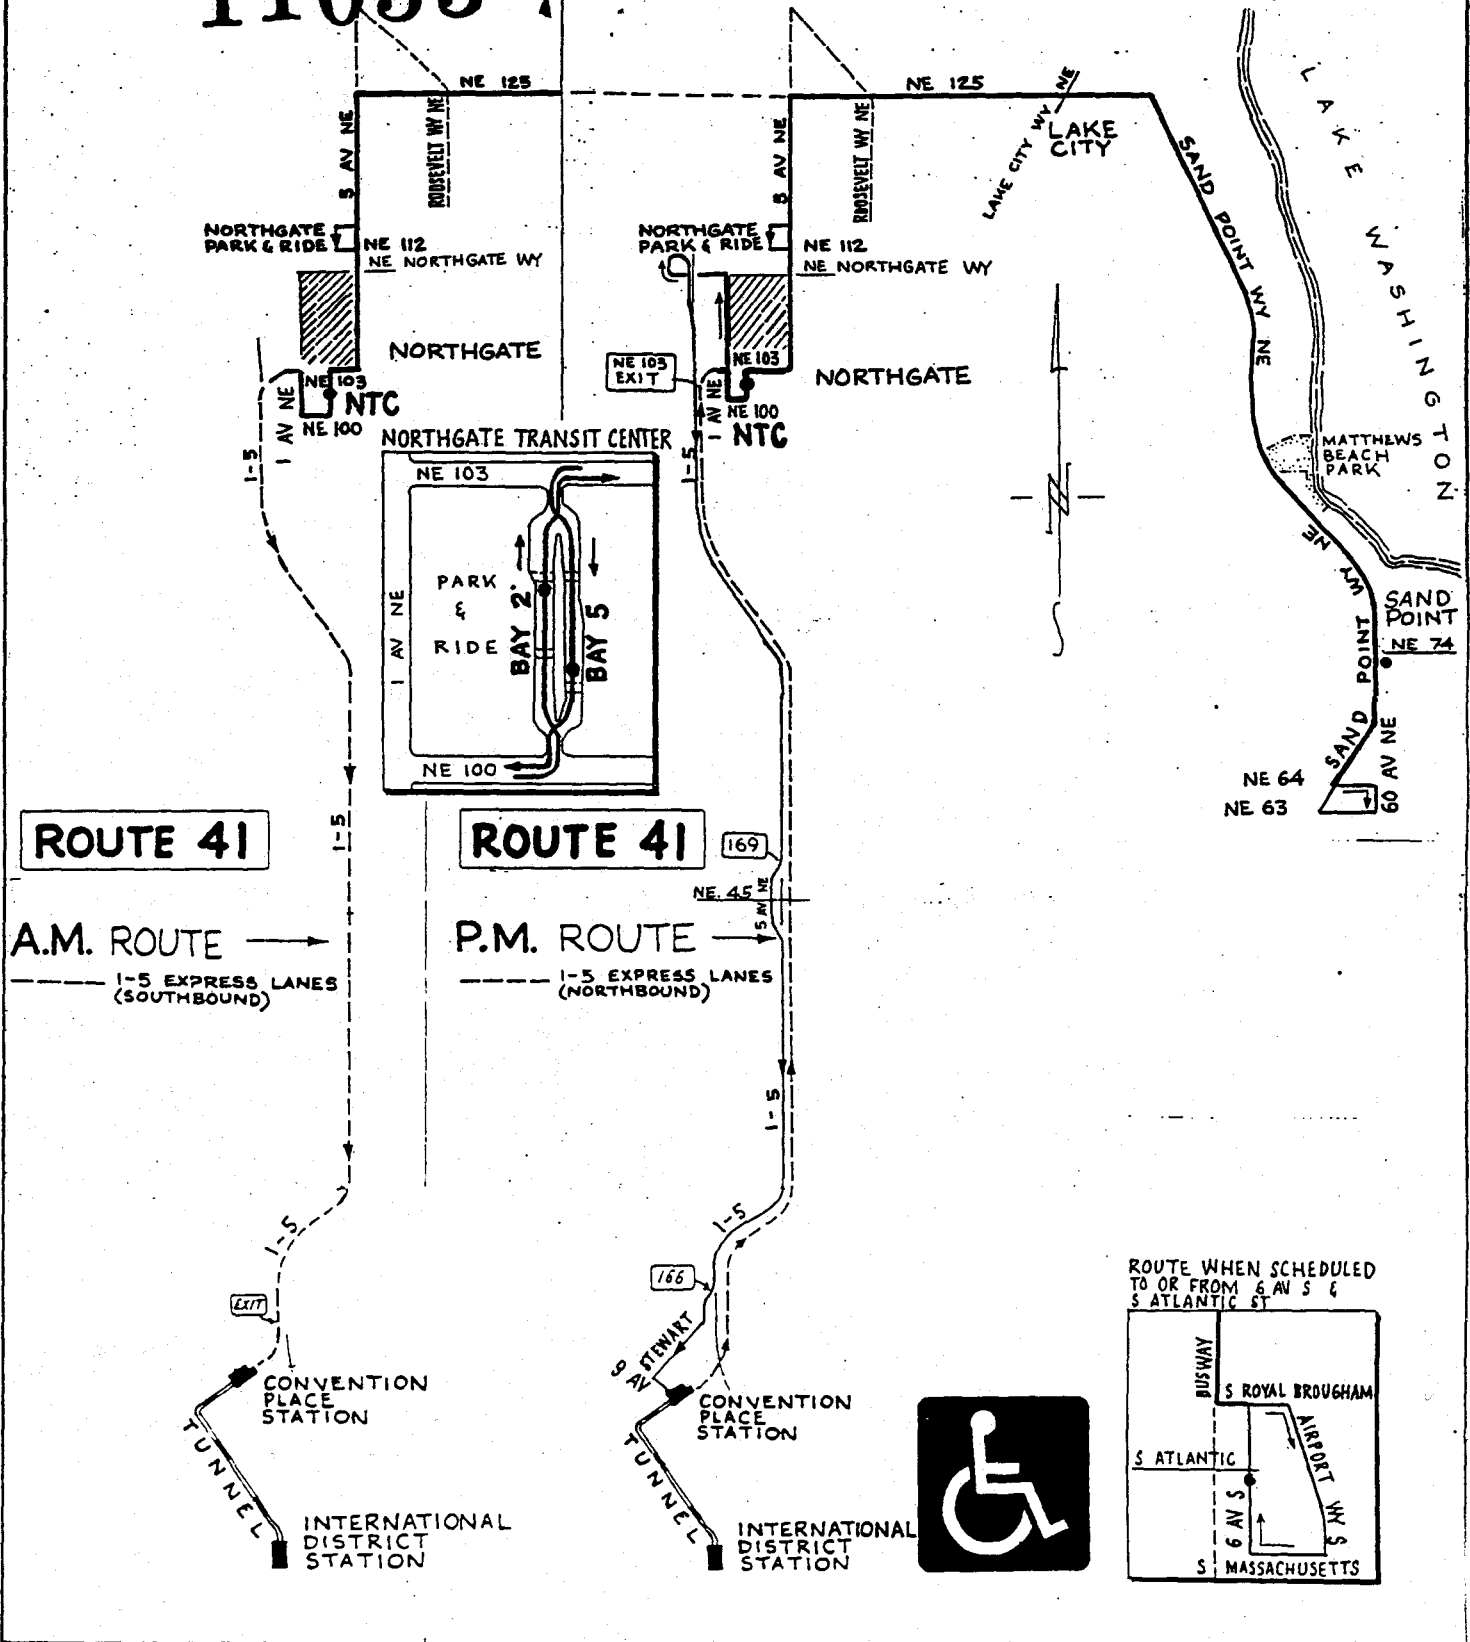 NE 125
5 AV NE
ROOSEVELT WY NE
NORTHGATE
PARK & RIDE
NE 112
NE NORTHGATE WY
NORTHGATE
NE 103
NTC
1 AV NE
NE 100
I-5
NORTHGATE TRANSIT CENTER
NE 103
1 AV NE
PARK
&
RIDE
BAY 2
BAY 5
NE 100
ROUTE 41
I-5
A.M. ROUTE
I-5 EXPRESS LANES
(SOUTHBOUND)
I-5
EXIT
CONVENTION
PLACE
STATION
TUNNEL
INTERNATIONAL
DISTRICT
STATION
NE 125
5 AV NE
ROOSEVELT WY NE
LAKE CITY WY NE
LAKE
CITY
NORTHGATE
PARK & RIDE
NE 112
NE NORTHGATE WY
NE 103
EXIT
NE 103
NORTHGATE
1 AV NE
NE 100
NTC
I-5
SAND POINT WY NE
LAKE WASHINGTON
MATTHEWS
BEACH
PARK
SAND POINT WY NE
SAND
POINT
NE 74
60 AV NE
NE 64
NE 63
ROUTE 41
169
NE 45
5 AV NE
P.M. ROUTE
I-5 EXPRESS LANES
(NORTHBOUND)
I-5
I-5
166
STEWART
9 AV
CONVENTION
PLACE
STATION
TUNNEL
INTERNATIONAL
DISTRICT
STATION
ROUTE WHEN SCHEDULED
TO OR FROM 6 AV S &
S ATLANTIC ST
BUSWAY
S ROYAL BROUGHAM
AIRPORT WY S
S ATLANTIC
6 AV S
S MASSACHUSETTS